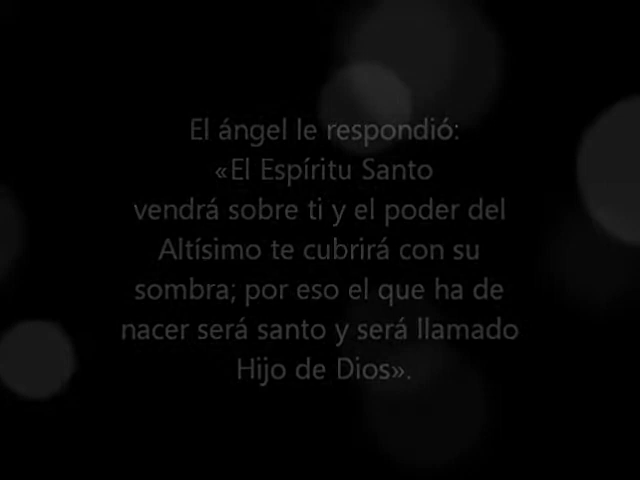 El ángel le respondió:
«El Espíritu Santo
vendrá sobre ti y el poder del
Altísimo te cubrirá con su
sombra; por eso el que ha de
nacer será santo y será llamado
Hijo de Dios».